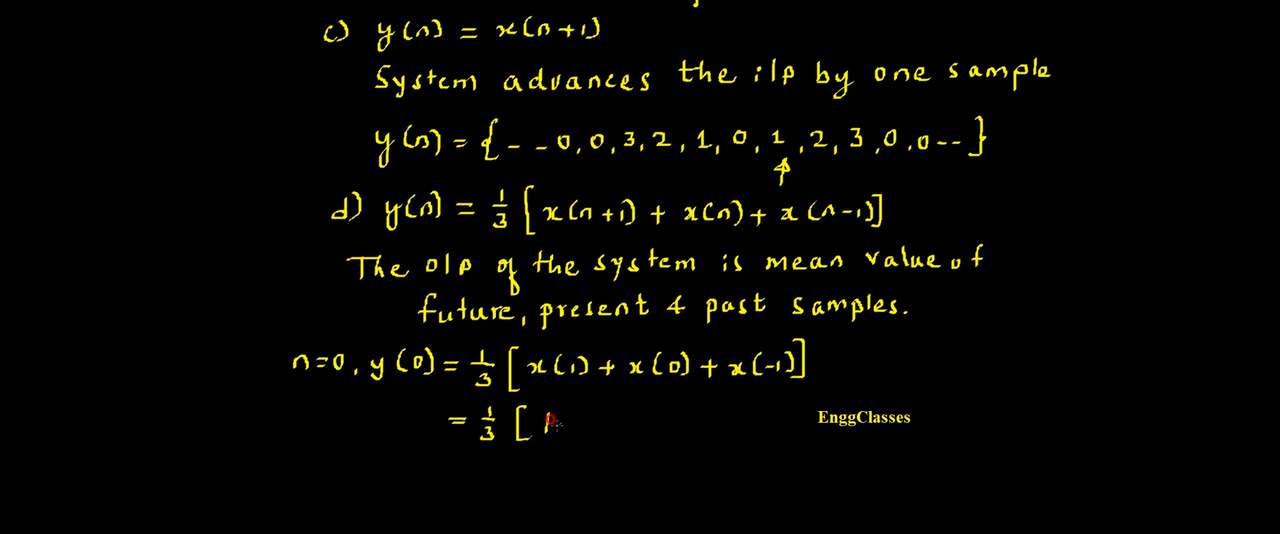 c) y(n) = x(n+1)
System advances the i/p by one sample
y(n) = { - - 0, 0, 3, 2, 1, 0, 1, 2, 3, 0, 0 - - }
↑
d) y(n) = 1/3 [ x(n+1) + x(n) + x(n-1) ]
The o/p of the system is mean value of
future, present & past samples.
n=0, y(0) = 1/3 [ x(1) + x(0) + x(-1) ]
= 1/3 [
EnggClasses